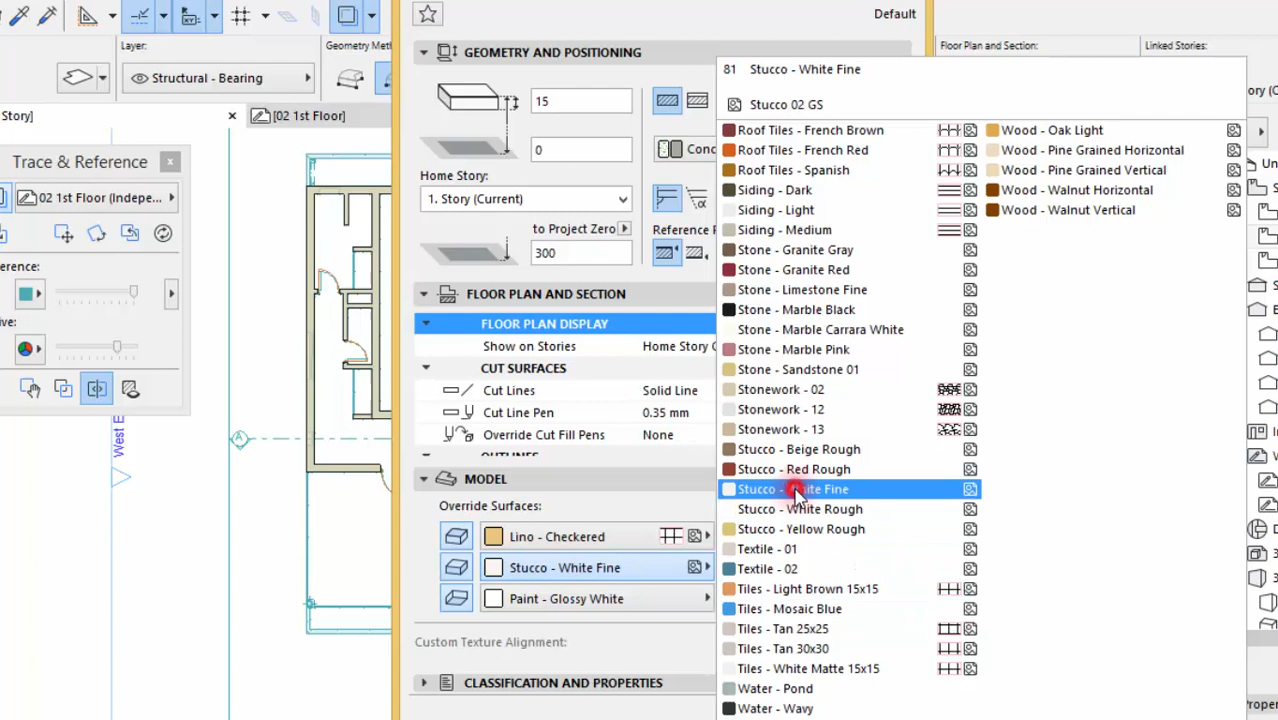 Default
Layer:
Geometry Met
Structural - Bearing
Floor Plan and Section:
Linked Stories:
Story]
[02 1st Floor]
Trace & Reference
02 1st Floor (Indepe...
erence:
ive:
West E
A
GEOMETRY AND POSITIONING
15
0
Conc
Home Story:
1. Story (Current)
to Project Zero
Reference P
300
FLOOR PLAN AND SECTION
FLOOR PLAN DISPLAY
Show on Stories
Home Story O
CUT SURFACES
Cut Lines
Solid Line
Cut Line Pen
0.35 mm
Override Cut Fill Pens
None
OUTLINES
MODEL
Override Surfaces:
Lino - Checkered
Stucco - White Fine
Paint - Glossy White
Custom Texture Alignment:
CLASSIFICATION AND PROPERTIES
81 Stucco - White Fine
Stucco 02 GS
Roof Tiles - French Brown
Roof Tiles - French Red
Roof Tiles - Spanish
Siding - Dark
Siding - Light
Siding - Medium
Stone - Granite Gray
Stone - Granite Red
Stone - Limestone Fine
Stone - Marble Black
Stone - Marble Carrara White
Stone - Marble Pink
Stone - Sandstone 01
Stonework - 02
Stonework - 12
Stonework - 13
Stucco - Beige Rough
Stucco - Red Rough
Stucco - White Fine
Stucco - White Rough
Stucco - Yellow Rough
Textile - 01
Textile - 02
Tiles - Light Brown 15x15
Tiles - Mosaic Blue
Tiles - Tan 25x25
Tiles - Tan 30x30
Tiles - White Matte 15x15
Water - Pond
Water - Wavy
Wood - Oak Light
Wood - Pine Grained Horizontal
Wood - Pine Grained Vertical
Wood - Walnut Horizontal
Wood - Walnut Vertical
ry (C
Un
S
Proper